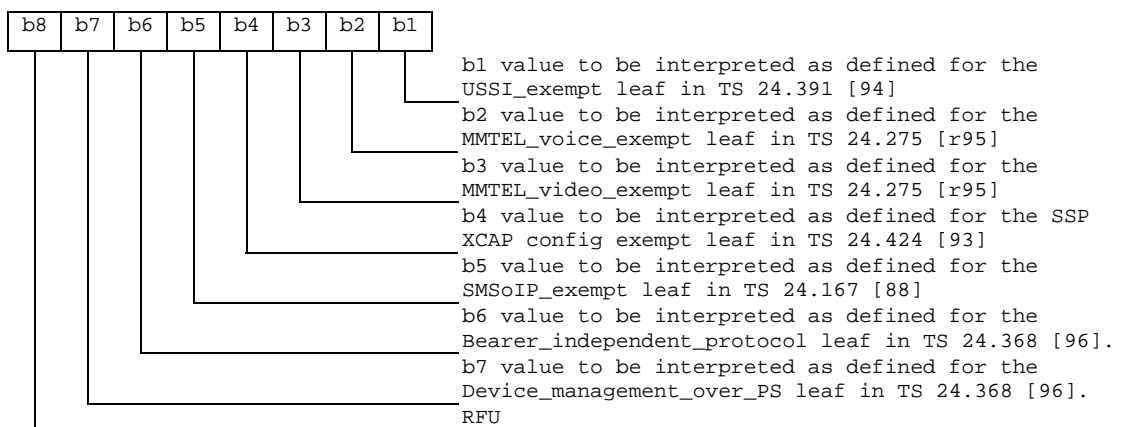 b8 b7 b6 b5 b4 b3 b2 b1
b1 value to be interpreted as defined for the
USSI_exempt leaf in TS 24.391 [94]
b2 value to be interpreted as defined for the
MMTEL_voice_exempt leaf in TS 24.275 [r95]
b3 value to be interpreted as defined for the
MMTEL_video_exempt leaf in TS 24.275 [r95]
b4 value to be interpreted as defined for the SSP
XCAP config exempt leaf in TS 24.424 [93]
b5 value to be interpreted as defined for the
SMSoIP_exempt leaf in TS 24.167 [88]
b6 value to be interpreted as defined for the
Bearer_independent_protocol leaf in TS 24.368 [96].
b7 value to be interpreted as defined for the
Device_management_over_PS leaf in TS 24.368 [96].
RFU